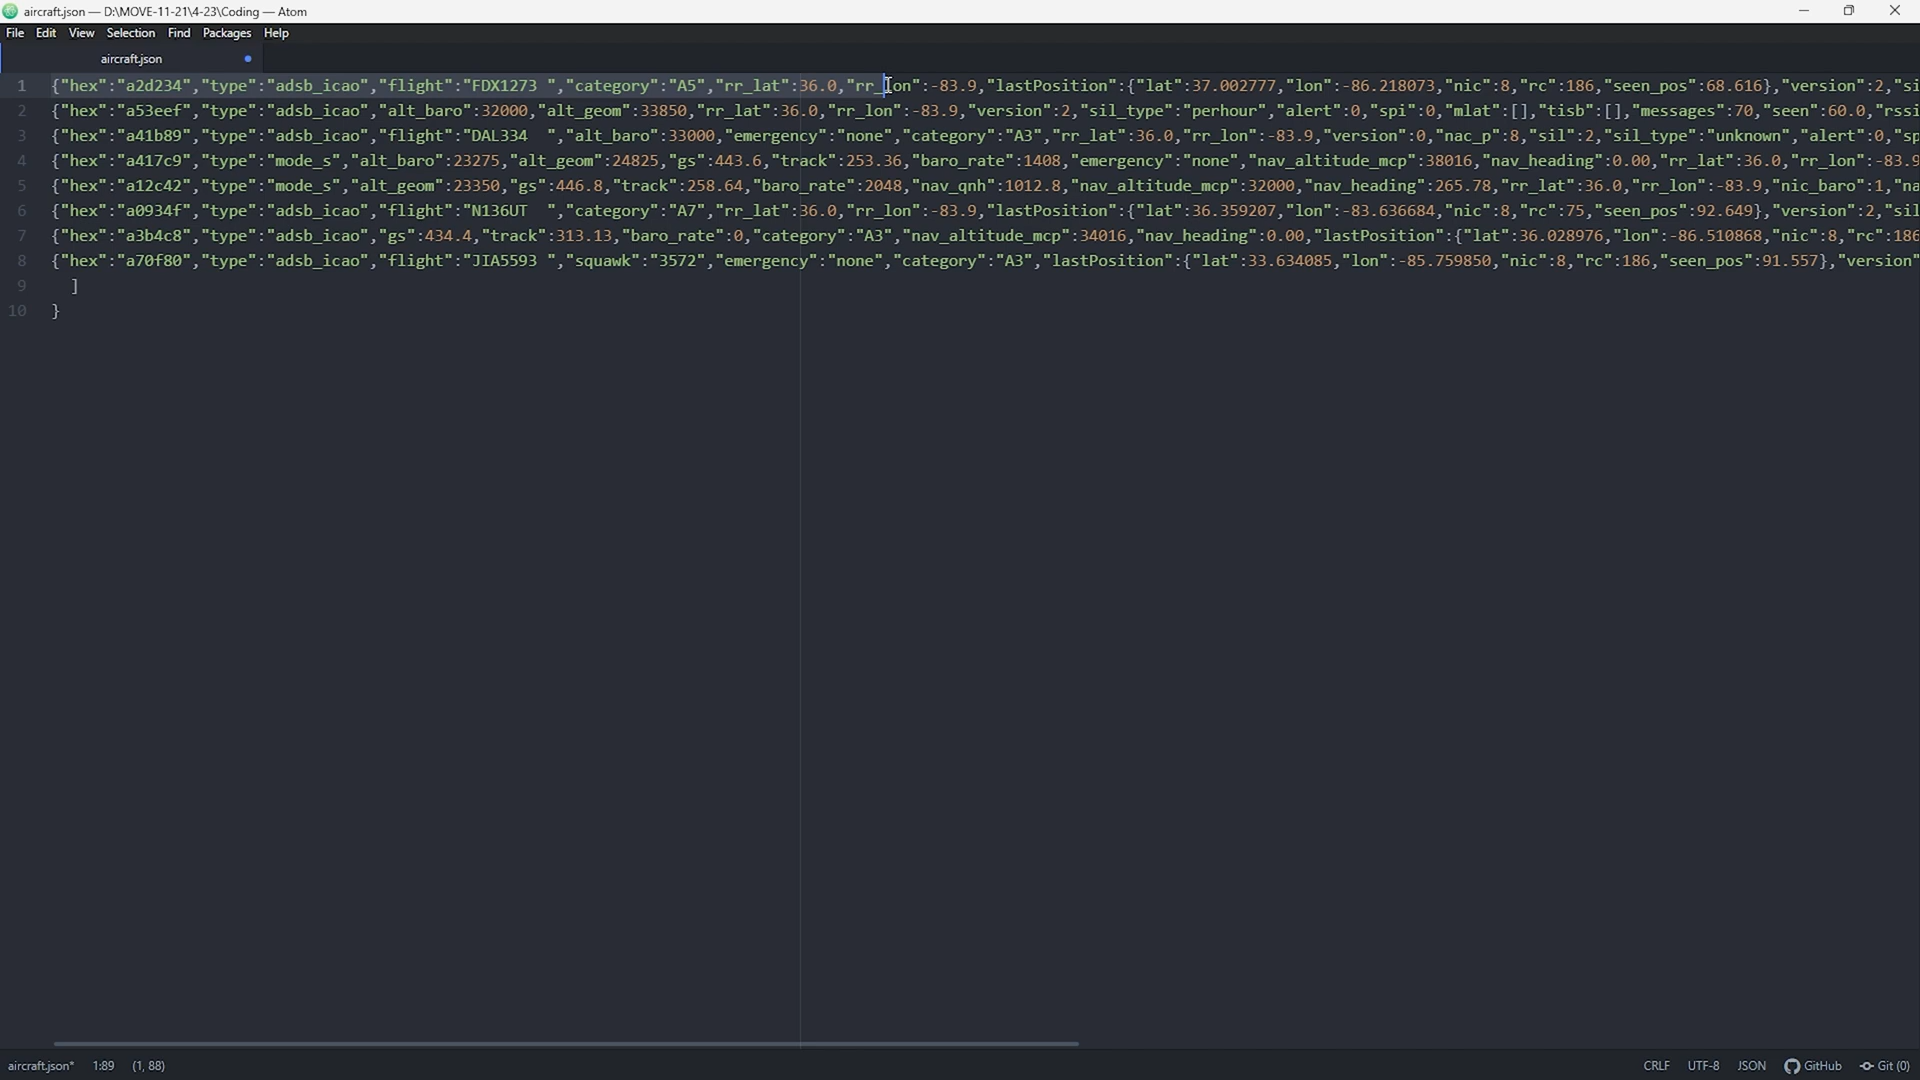 aircraft.json — D:\MOVE-11-21\4-23\Coding — Atom
File Edit View Selection Find Packages Help
aircraft.json
1 {"hex":"a2d234","type":"adsb_icao","flight":"FDX1273 ","category":"A5","rr_lat":36.0,"rr_lon":-83.9,"lastPosition":{"lat":37.002777,"lon":-86.218073,"nic":8,"rc":186,"seen_pos":68.616},"version":2,"si
2 {"hex":"a53eef","type":"adsb_icao","alt_baro":32000,"alt_geom":33850,"rr_lat":36.0,"rr_lon":-83.9,"version":2,"sil_type":"perhour","alert":0,"spi":0,"mlat":[],"tisb":[],"messages":70,"seen":60.0,"rssi
3 {"hex":"a41b89","type":"adsb_icao","flight":"DAL334  ","alt_baro":33000,"emergency":"none","category":"A3","rr_lat":36.0,"rr_lon":-83.9,"version":0,"nac_p":8,"sil":2,"sil_type":"unknown","alert":0,"sp
4 {"hex":"a417c9","type":"mode_s","alt_baro":23275,"alt_geom":24825,"gs":443.6,"track":253.36,"baro_rate":1408,"emergency":"none","nav_altitude_mcp":38016,"nav_heading":0.00,"rr_lat":36.0,"rr_lon":-83.9
5 {"hex":"a12c42","type":"mode_s","alt_geom":23350,"gs":446.8,"track":258.64,"baro_rate":2048,"nav_qnh":1012.8,"nav_altitude_mcp":32000,"nav_heading":265.78,"rr_lat":36.0,"rr_lon":-83.9,"nic_baro":1,"na
6 {"hex":"a0934f","type":"adsb_icao","flight":"N136UT  ","category":"A7","rr_lat":36.0,"rr_lon":-83.9,"lastPosition":{"lat":36.359207,"lon":-83.636684,"nic":8,"rc":75,"seen_pos":92.649},"version":2,"sil
7 {"hex":"a3b4c8","type":"adsb_icao","gs":434.4,"track":313.13,"baro_rate":0,"category":"A3","nav_altitude_mcp":34016,"nav_heading":0.00,"lastPosition":{"lat":36.028976,"lon":-86.510868,"nic":8,"rc":186
8 {"hex":"a70f80","type":"adsb_icao","flight":"JIA5593 ","squawk":"3572","emergency":"none","category":"A3","lastPosition":{"lat":33.634085,"lon":-85.759850,"nic":8,"rc":186,"seen_pos":91.557},"version"
9 ]
10 }
aircraft.json* 1:89 (1, 88) CRLF UTF-8 JSON GitHub Git (0)